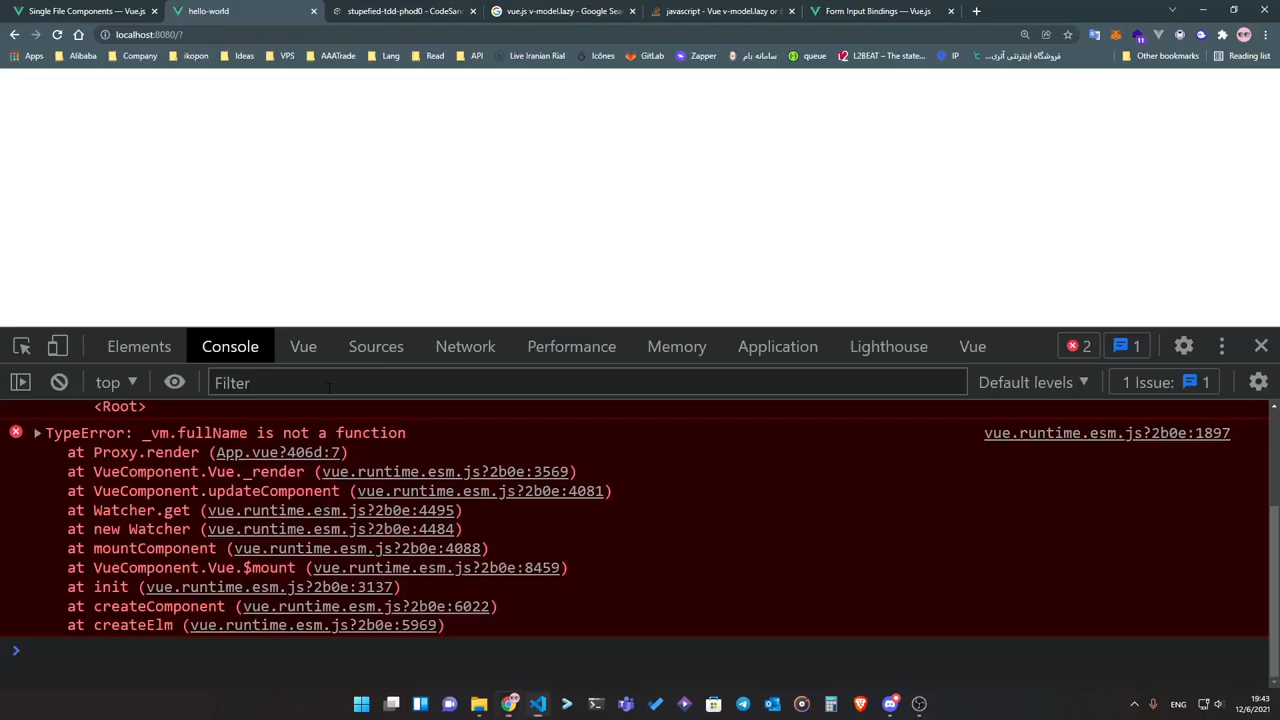 Single File Components — Vue.js
hello-world
stupefied-tdd-phod0 - CodeSan
vue.js v-model.lazy - Google Sea
javascript - Vue v-model.lazy or
Form Input Bindings — Vue.js
localhost:8080/?
Apps
Alibaba
Company
ikopon
Ideas
VPS
AAATrade
Lang
Read
API
Live Iranian Rial
Icônes
GitLab
Zapper
سامانه بام
queue
L2BEAT – The state...
IP
فروشگاه اینترنتی آتری...
Other bookmarks
Reading list
Elements
Console
Vue
Sources
Network
Performance
Memory
Application
Lighthouse
Vue
2
1
top
Filter
Default levels
1 Issue:
1
<Root>
TypeError: _vm.fullName is not a function
vue.runtime.esm.js?2b0e:1897
at Proxy.render (App.vue?406d:7)
at VueComponent.Vue._render (vue.runtime.esm.js?2b0e:3569)
at VueComponent.updateComponent (vue.runtime.esm.js?2b0e:4081)
at Watcher.get (vue.runtime.esm.js?2b0e:4495)
at new Watcher (vue.runtime.esm.js?2b0e:4484)
at mountComponent (vue.runtime.esm.js?2b0e:4088)
at VueComponent.Vue.$mount (vue.runtime.esm.js?2b0e:8459)
at init (vue.runtime.esm.js?2b0e:3137)
at createComponent (vue.runtime.esm.js?2b0e:6022)
at createElm (vue.runtime.esm.js?2b0e:5969)
ENG
19:43
12/6/2021